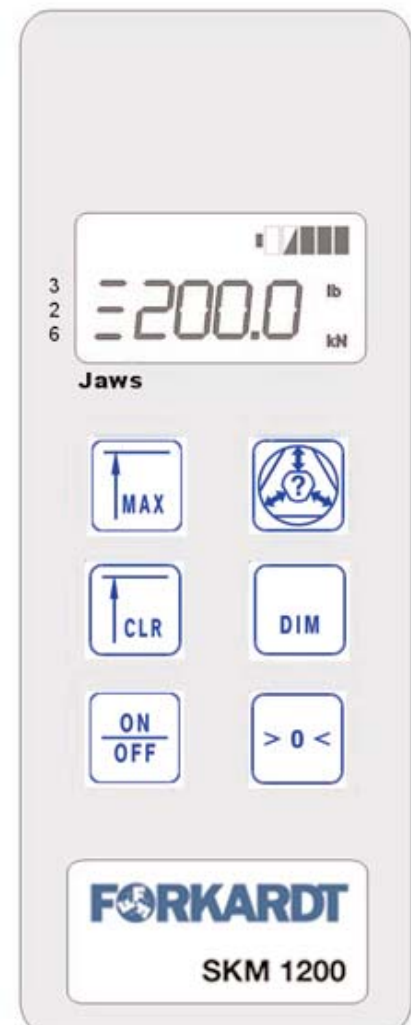 3
2
6
200.0
lb
kN
Jaws
MAX
?
CLR
DIM
ON
OFF
> 0 <
FORKARDT
SKM 1200